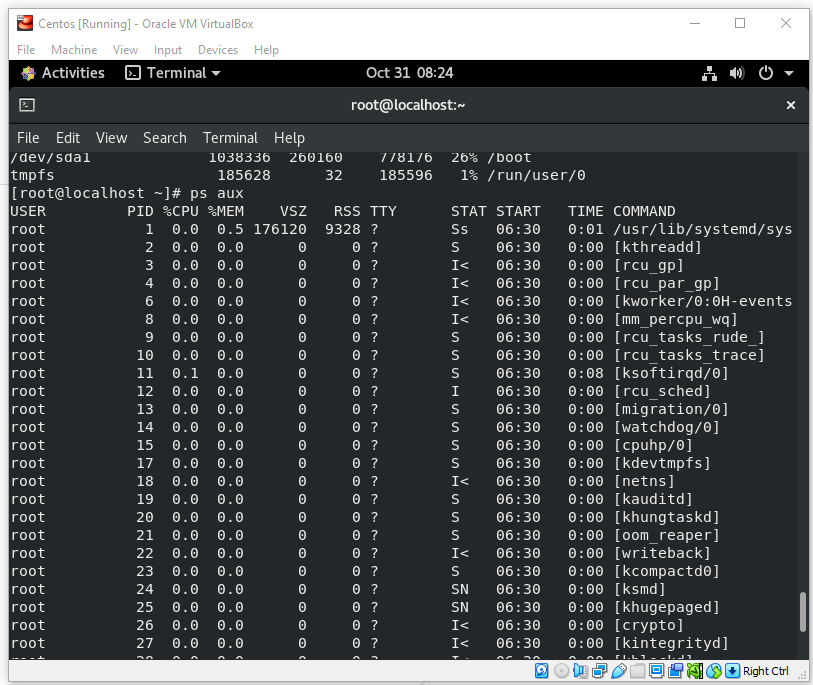 Centos [Running] - Oracle VM VirtualBox
File Machine View Input Devices Help
Activities Terminal Oct 31 08:24
root@localhost:~
File Edit View Search Terminal Help
/dev/sda1 1038336 260160 778176 26% /boot
tmpfs 185628 32 185596 1% /run/user/0
[root@localhost ~]# ps aux
USER PID %CPU %MEM VSZ RSS TTY STAT START TIME COMMAND
root 1 0.0 0.5 176120 9328 ? Ss 06:30 0:01 /usr/lib/systemd/sys
root 2 0.0 0.0 0 0 ? S 06:30 0:00 [kthreadd]
root 3 0.0 0.0 0 0 ? I< 06:30 0:00 [rcu_gp]
root 4 0.0 0.0 0 0 ? I< 06:30 0:00 [rcu_par_gp]
root 6 0.0 0.0 0 0 ? I< 06:30 0:00 [kworker/0:0H-events
root 8 0.0 0.0 0 0 ? I< 06:30 0:00 [mm_percpu_wq]
root 9 0.0 0.0 0 0 ? S 06:30 0:00 [rcu_tasks_rude_]
root 10 0.0 0.0 0 0 ? S 06:30 0:00 [rcu_tasks_trace]
root 11 0.1 0.0 0 0 ? S 06:30 0:08 [ksoftirqd/0]
root 12 0.0 0.0 0 0 ? I 06:30 0:00 [rcu_sched]
root 13 0.0 0.0 0 0 ? S 06:30 0:00 [migration/0]
root 14 0.0 0.0 0 0 ? S 06:30 0:00 [watchdog/0]
root 15 0.0 0.0 0 0 ? S 06:30 0:00 [cpuhp/0]
root 17 0.0 0.0 0 0 ? S 06:30 0:00 [kdevtmpfs]
root 18 0.0 0.0 0 0 ? I< 06:30 0:00 [netns]
root 19 0.0 0.0 0 0 ? S 06:30 0:00 [kauditd]
root 20 0.0 0.0 0 0 ? S 06:30 0:00 [khungtaskd]
root 21 0.0 0.0 0 0 ? S 06:30 0:00 [oom_reaper]
root 22 0.0 0.0 0 0 ? I< 06:30 0:00 [writeback]
root 23 0.0 0.0 0 0 ? S 06:30 0:00 [kcompactd0]
root 24 0.0 0.0 0 0 ? SN 06:30 0:00 [ksmd]
root 25 0.0 0.0 0 0 ? SN 06:30 0:00 [khugepaged]
root 26 0.0 0.0 0 0 ? I< 06:30 0:00 [crypto]
root 27 0.0 0.0 0 0 ? I< 06:30 0:00 [kintegrityd]
Right Ctrl